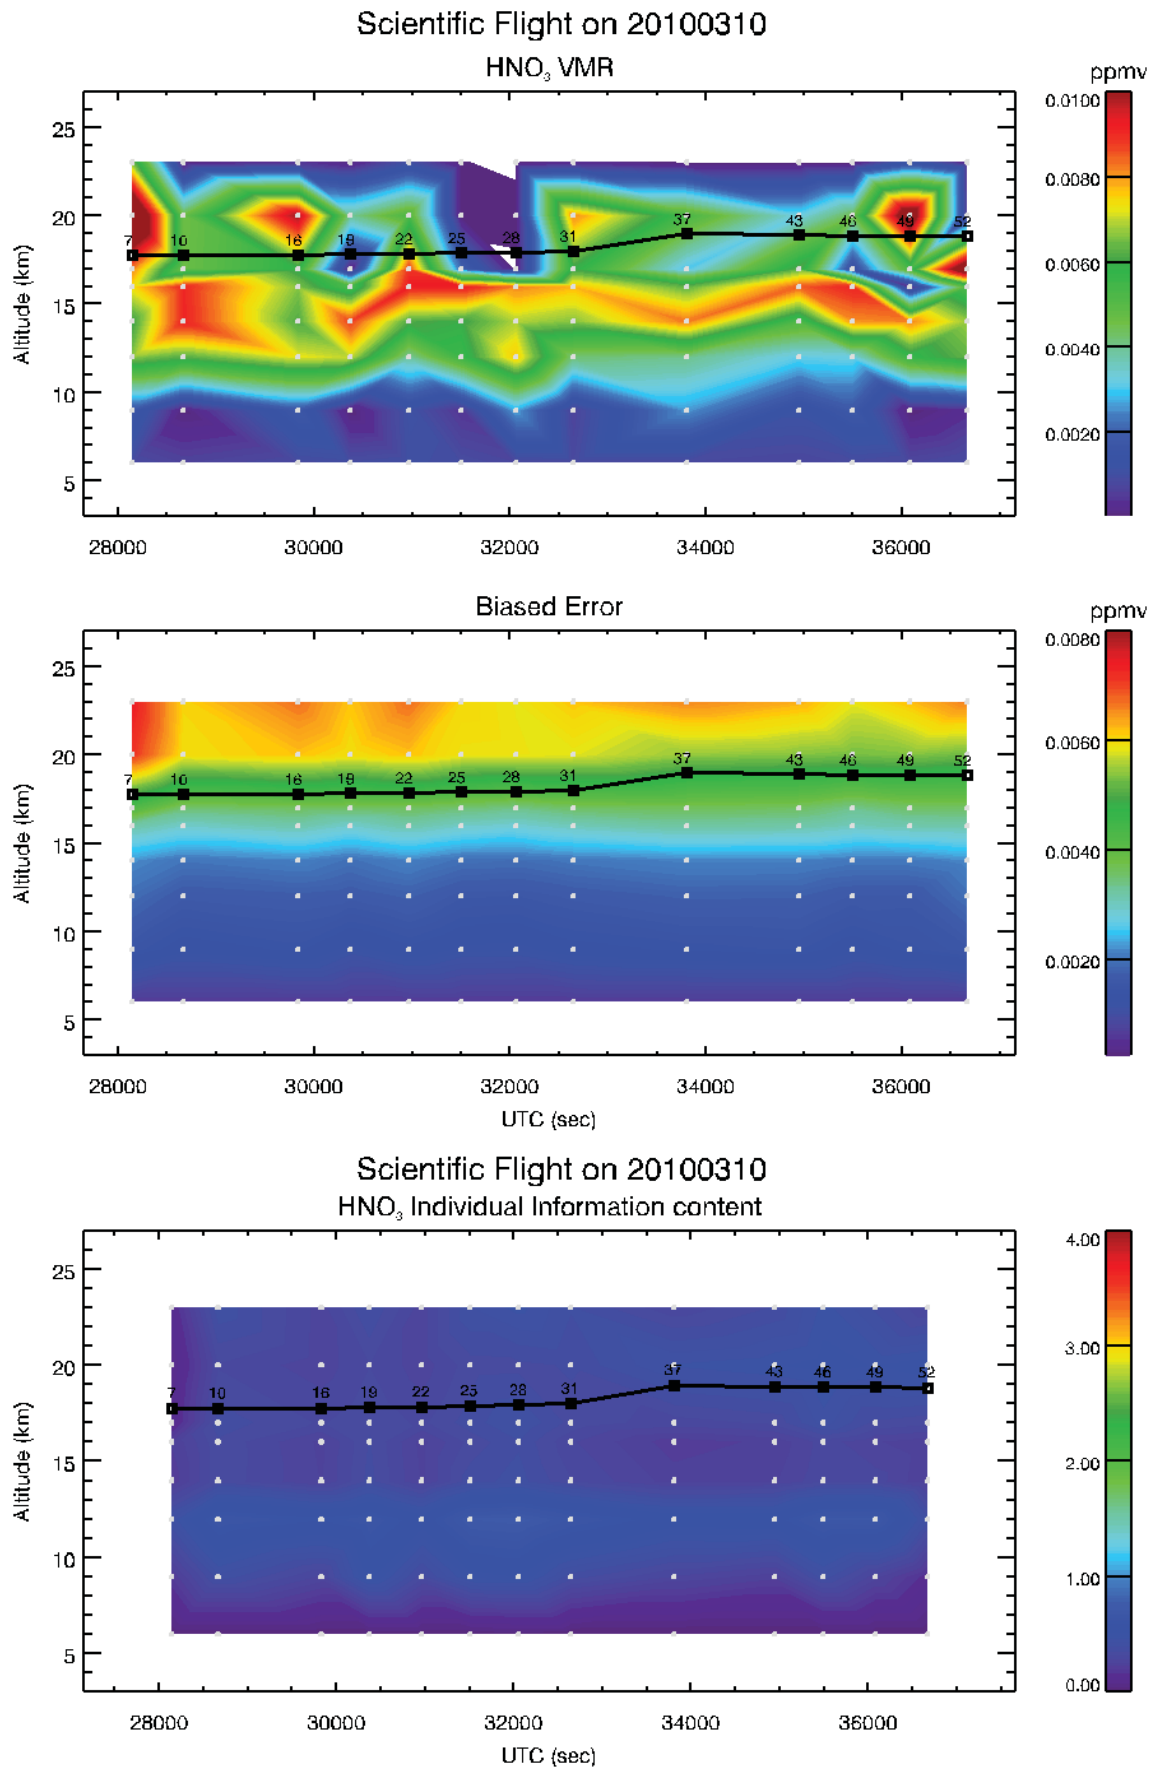 Scientific Flight on 20100310
HNO₃ VMR
ppmv
25
20
15
10
5
Altitude (km)
7 10 16 19 22 25 28 31 37 43 46 49 52
28000 30000 32000 34000 36000
0.0100
0.0080
0.0060
0.0040
0.0020
Biased Error
ppmv
25
20
15
10
5
Altitude (km)
7 10 16 19 22 25 28 31 37 43 46 49 52
28000 30000 32000 34000 36000
UTC (sec)
0.0080
0.0060
0.0040
0.0020
Scientific Flight on 20100310
HNO₃ Individual Information content
25
20
15
10
5
Altitude (km)
7 10 16 19 22 25 28 31 37 43 46 49 52
28000 30000 32000 34000 36000
UTC (sec)
4.00
3.00
2.00
1.00
0.00